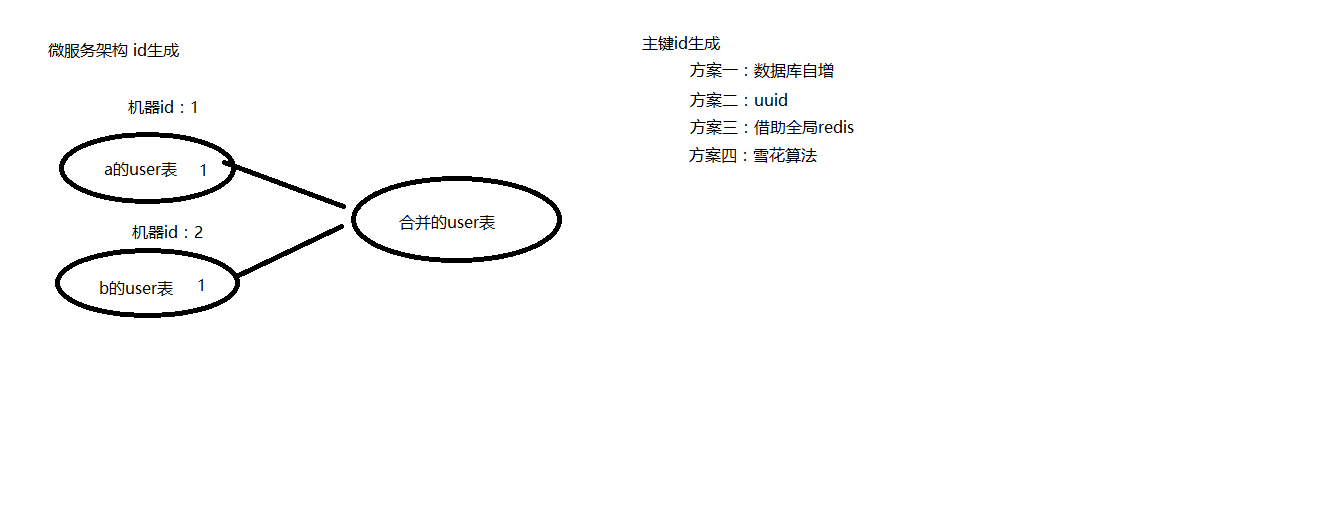 微服务架构 id生成
机器id：1
a的user表 1
机器id：2
b的user表 1
合并的user表
主键id生成
方案一：数据库自增
方案二：uuid
方案三：借助全局redis
方案四：雪花算法